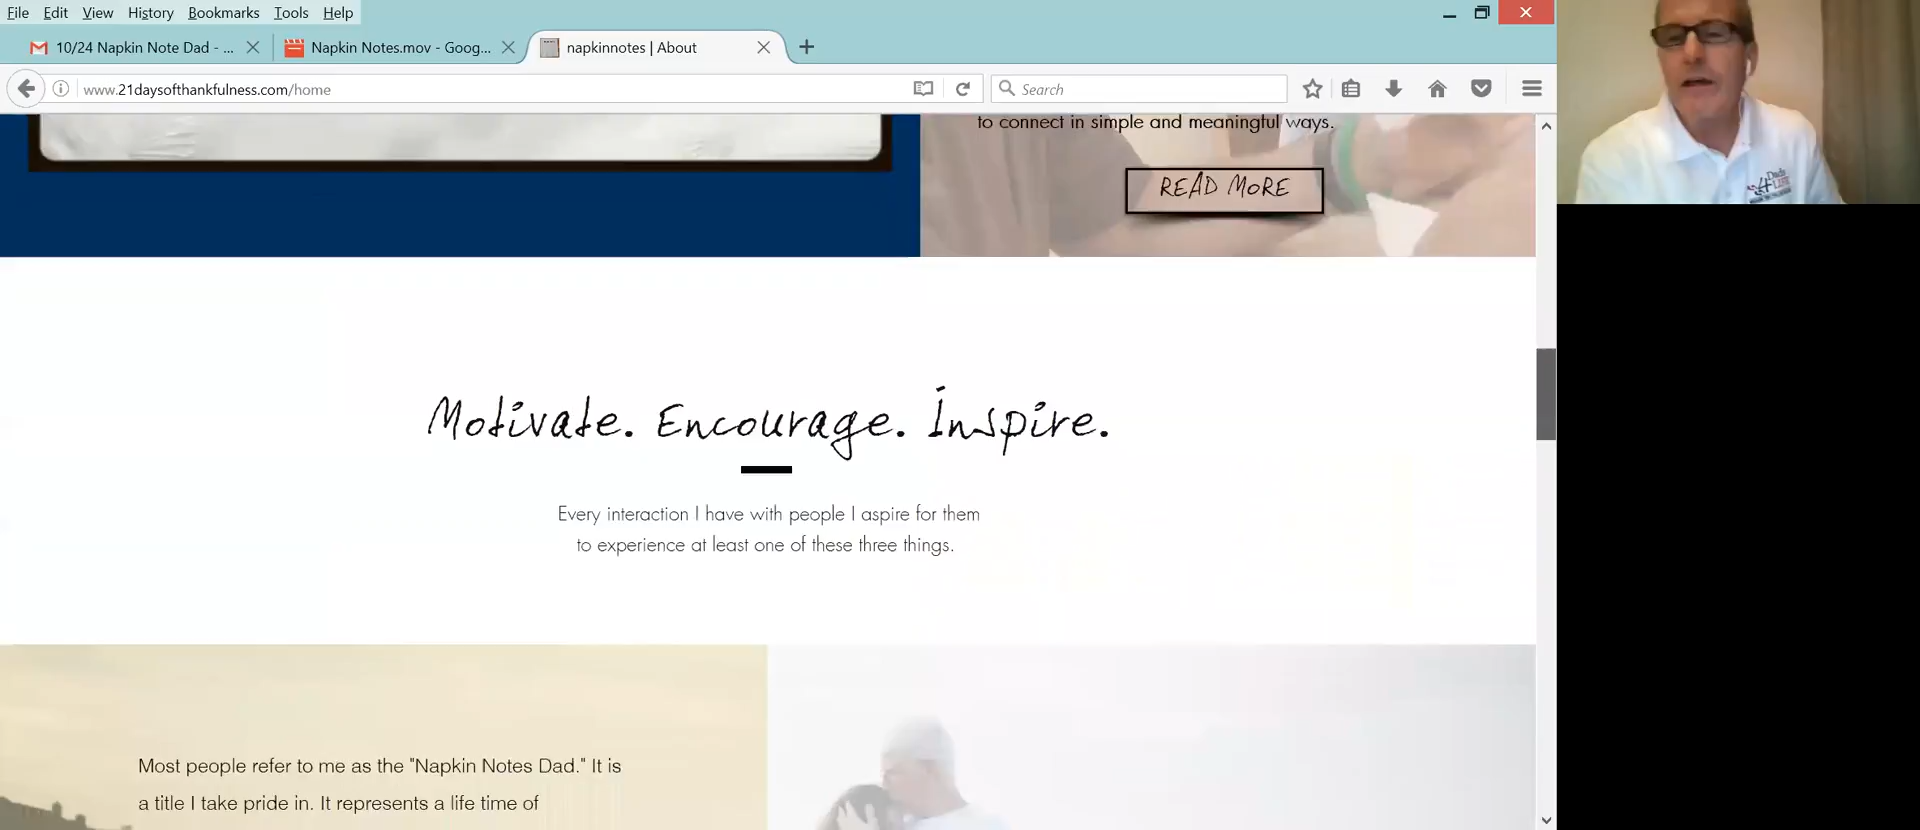 File Edit View History Bookmarks Tools Help
10/24 Napkin Note Dad - ... Napkin Notes.mov - Goog... napkinnotes | About
www.21daysofthankfulness.com/home Search
to connect in simple and meaningful ways.
READ MORE
Motivate. Encourage. Inspire.
Every interaction I have with people I aspire for them
to experience at least one of these three things.
Most people refer to me as the "Napkin Notes Dad." It is
a title I take pride in. It represents a life time of
Dads
4 LIFE